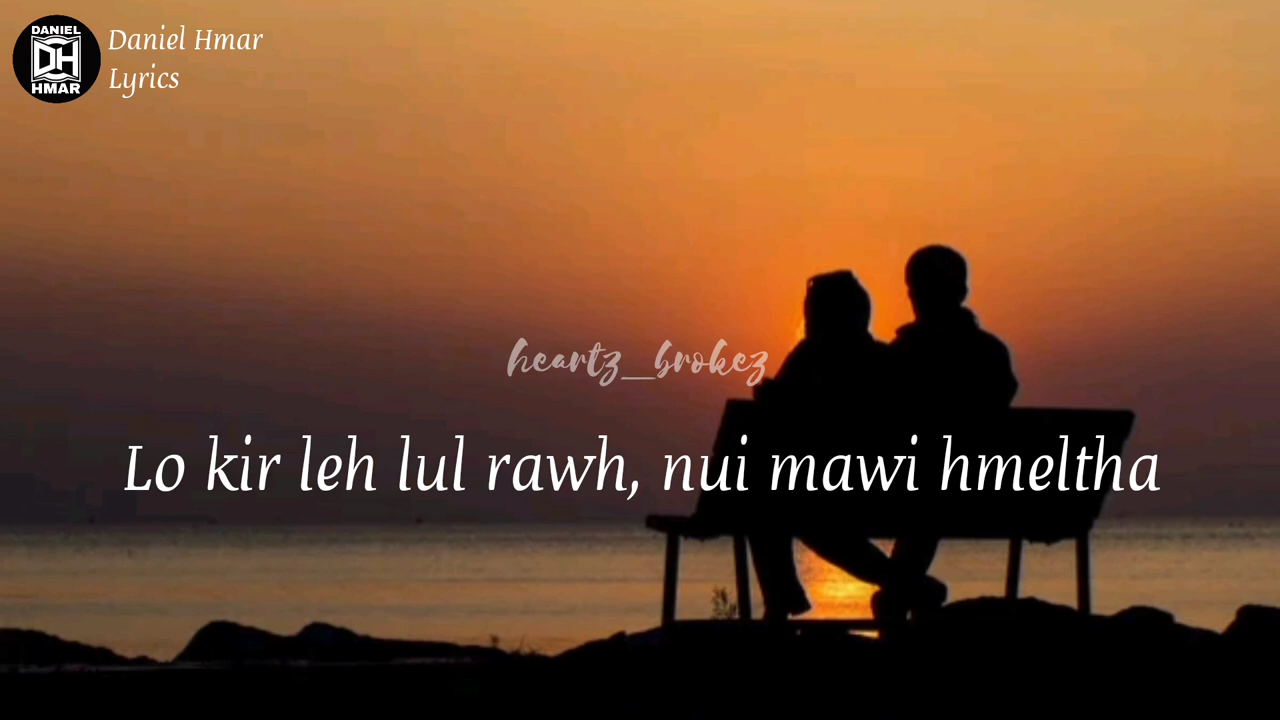 DANIEL
DH
HMAR
Daniel Hmar
Lyrics
heartz_brokez
Lo kir leh lul rawh, nui mawi hmeltha